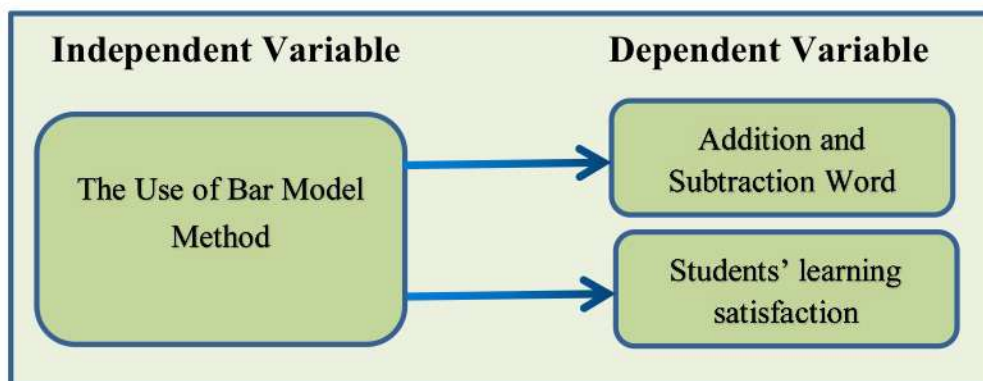 Independent Variable
Dependent Variable
The Use of Bar Model
Method
Addition and
Subtraction Word
Students’ learning
satisfaction